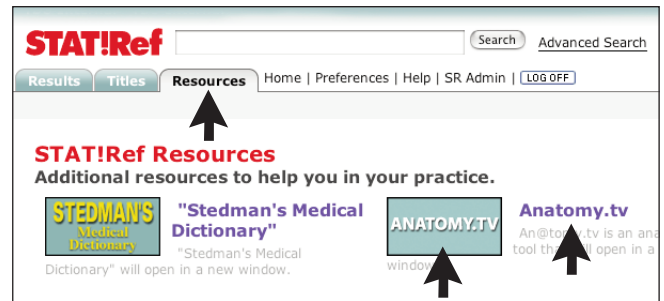 STAT!Ref Search Advanced Search
Results Titles Resources Home | Preferences | Help | SR Admin | LOG OFF
STAT!Ref Resources
Additional resources to help you in your practice.
STEDMAN'S
Medical
Dictionary
"Stedman's Medical
Dictionary"
"Stedman's Medical
Dictionary" will open in a new window.
ANATOMY.TV
Anatomy.tv
is an ana
tool open in a
window